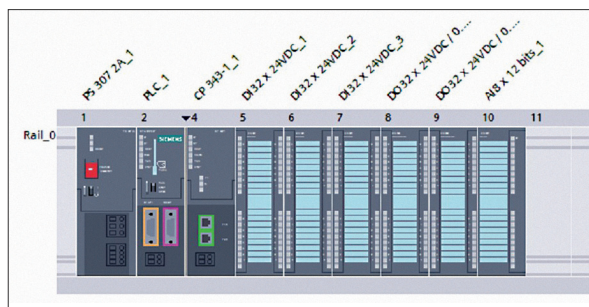 PS 307 2A_1
PLC_1
CP 343-1_1
DI32 x 24VDC_1
DI32 x 24VDC_2
DI32 x 24VDC_3
DO32 x 24VDC / 0....
DO32 x 24VDC / 0....
AI8 x 12 bits_1
1 2 4 5 6 7 8 9 10 11
Rail_0
SIEMENS